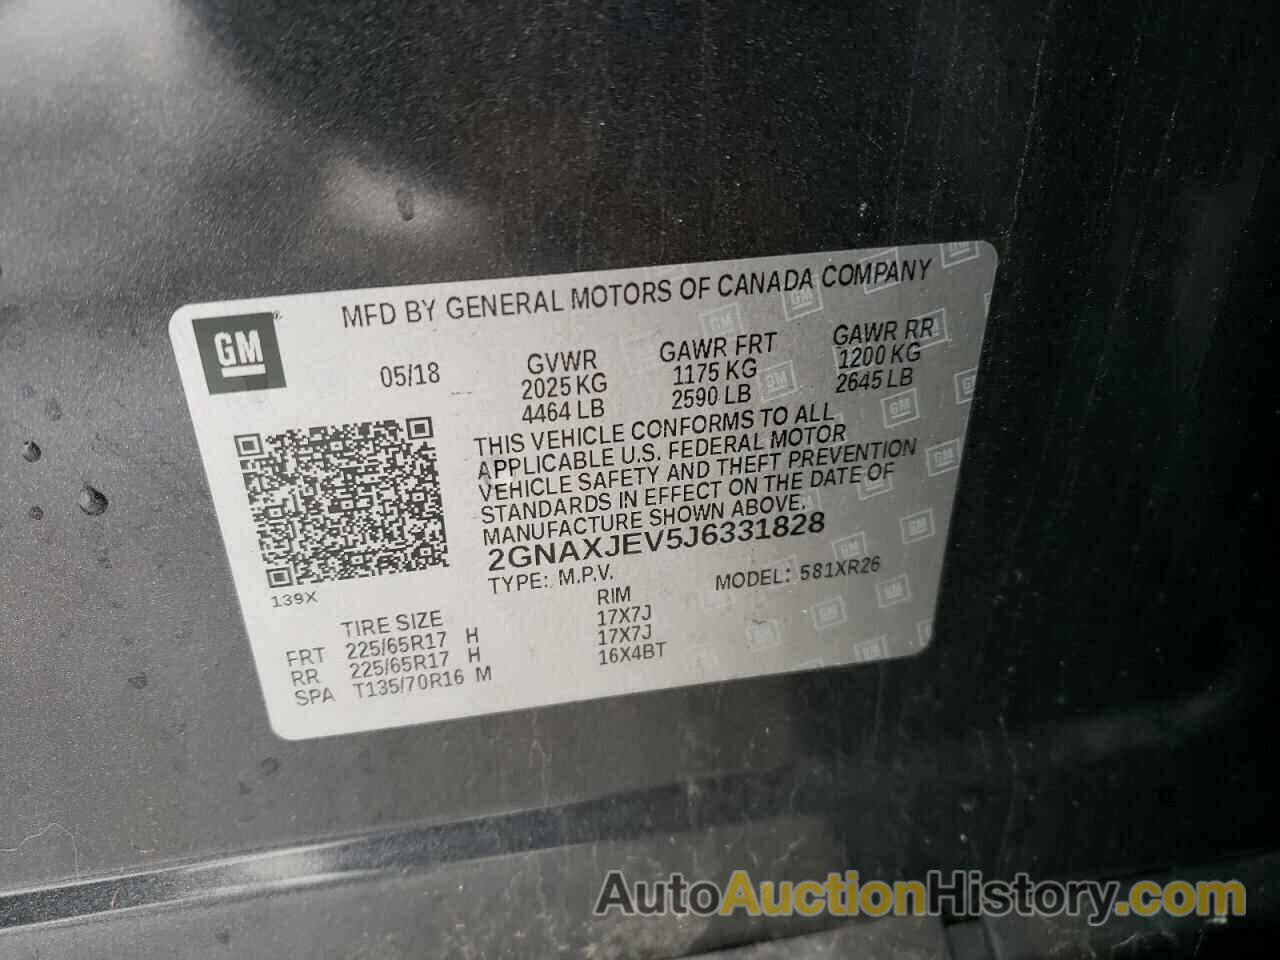 MFD BY GENERAL MOTORS OF CANADA COMPANY
GM ®
05/18
GVWR GAWR FRT GAWR RR
2025 KG 1175 KG 1200 KG
4464 LB 2590 LB 2645 LB
THIS VEHICLE CONFORMS TO ALL
APPLICABLE U.S. FEDERAL MOTOR
VEHICLE SAFETY AND THEFT PREVENTION
STANDARDS IN EFFECT ON THE DATE OF
MANUFACTURE SHOWN ABOVE.
2GNAXJEV5J6331828
TYPE: M.P.V. MODEL: 581XR26
139X
TIRE SIZE RIM
FRT 225/65R17 H 17X7J
RR 225/65R17 H 17X7J
SPA T135/70R16 M 16X4BT
AutoAuctionHistory.com